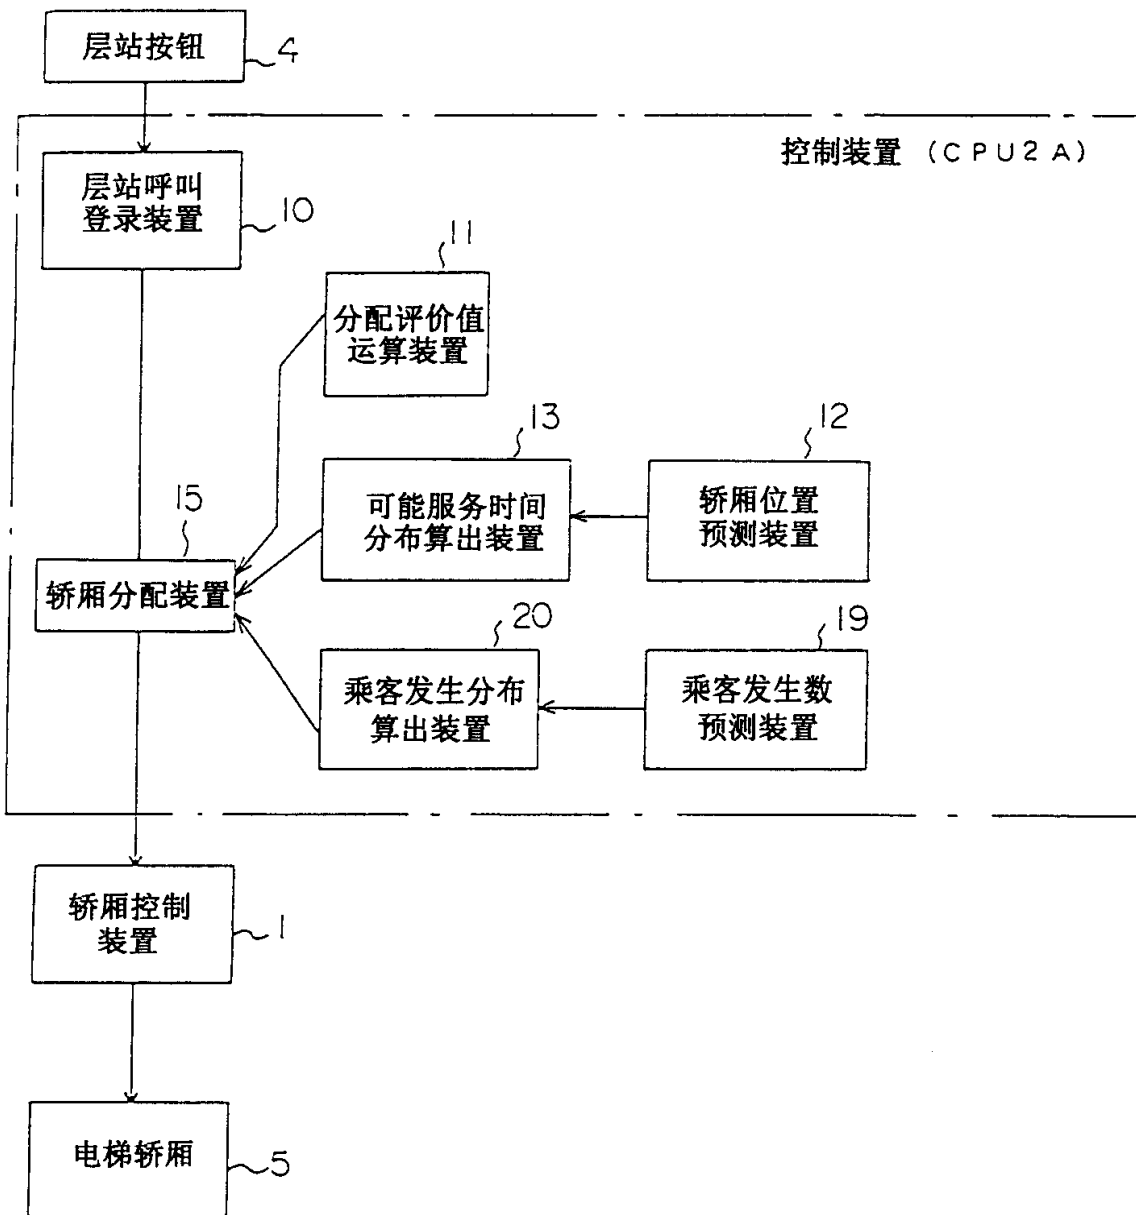 层站按钮
4
控制装置 (CPU2A)
层站呼叫
登录装置
10
11
分配评价值
运算装置
13
12
可能服务时间
分布算出装置
轿厢位置
预测装置
15
轿厢分配装置
20
19
乘客发生分布
算出装置
乘客发生数
预测装置
轿厢控制
装置
1
电梯轿厢
5